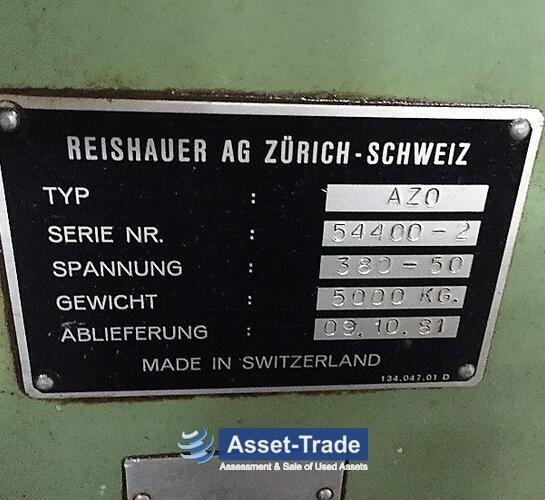 REISHAUER AG ZÜRICH-SCHWEIZ
TYP : AZO
SERIE NR. : 54400-2
SPANNUNG : 380-50
GEWICHT : 5000 KG.
ABLIEFERUNG : 09.10.81
MADE IN SWITZERLAND
134.047.01 D
Asset-Trade
Assessment & Sale of Used Assets